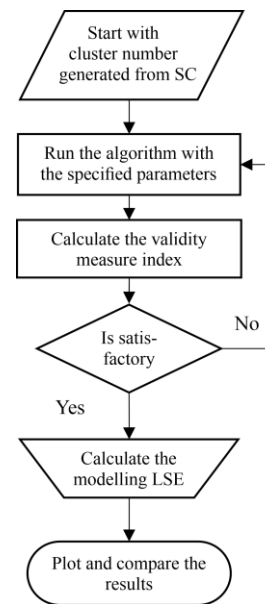 Start with
cluster number
generated from SC
Run the algorithm with
the specified parameters
Calculate the validity
measure index
Is satis-
factory
No
Yes
Calculate the
modelling LSE
Plot and compare the
results